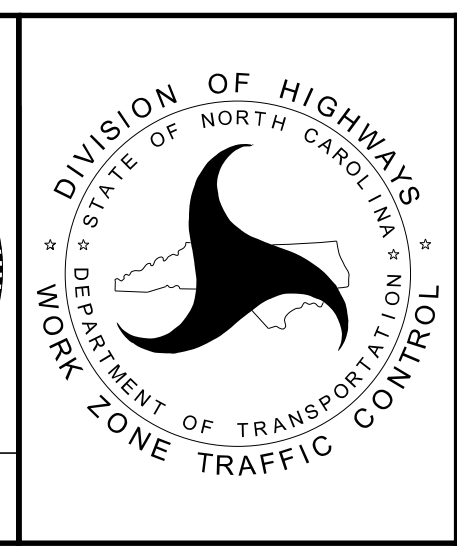 DIVISION OF HIGHWAYS
STATE OF NORTH CAROLINA
DEPARTMENT OF TRANSPORTATION
WORK ZONE TRAFFIC CONTROL